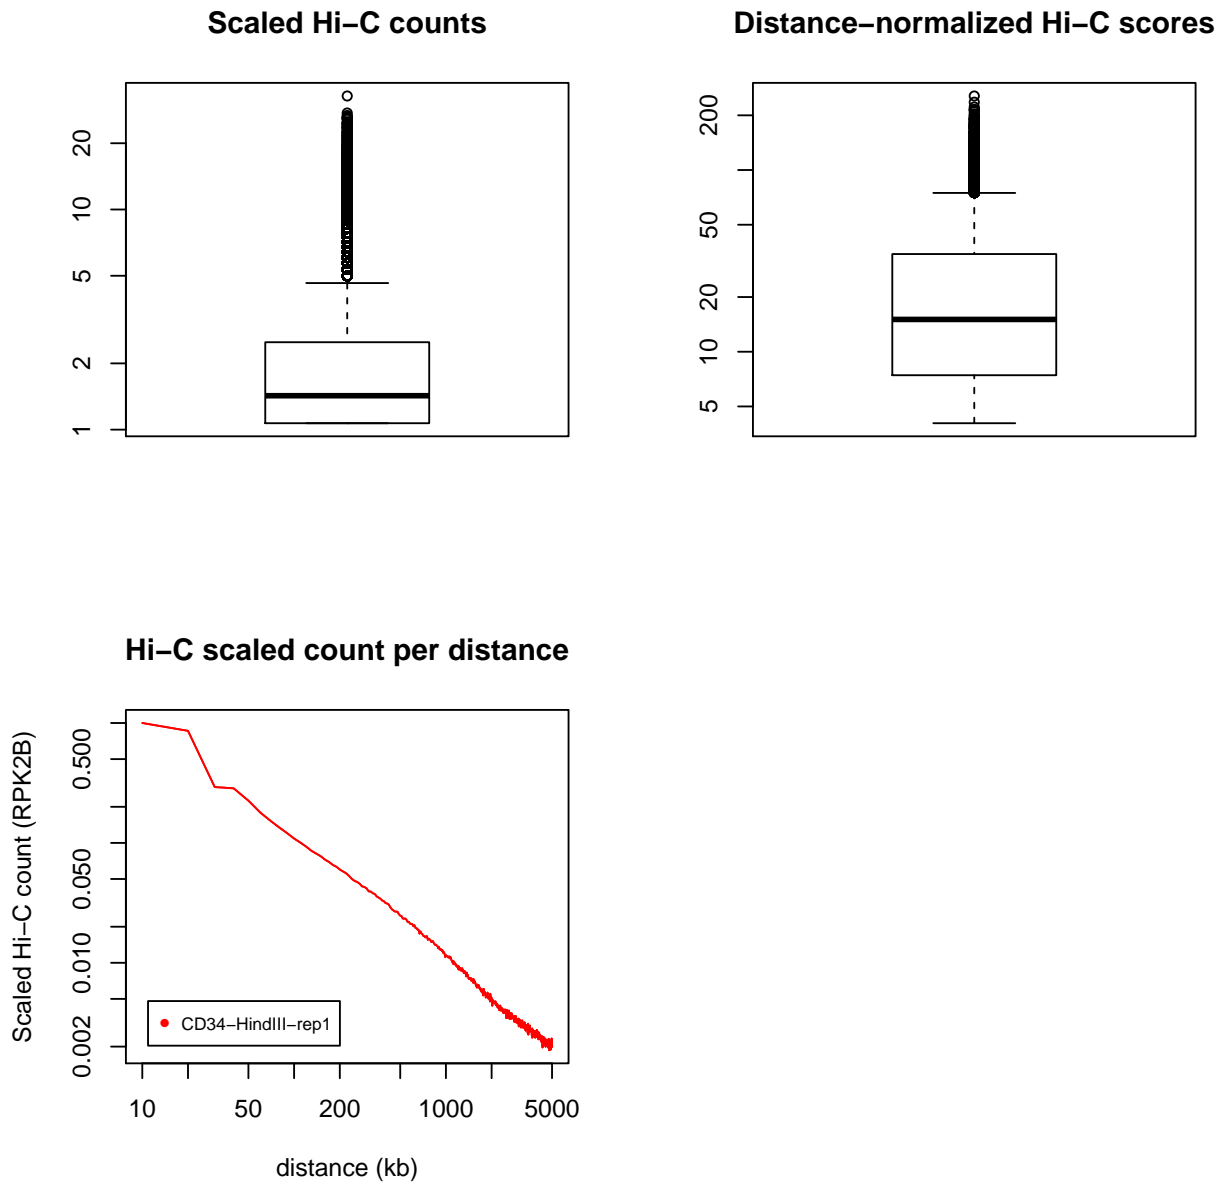 Scaled Hi−C counts
20
10
5
2
1
Distance−normalized Hi−C scores
200
50
20
10
5
Hi−C scaled count per distance
Scaled Hi−C count (RPK2B)
0.500
0.050
0.010
0.002
CD34−HindIII−rep1
10 50 200 1000 5000
distance (kb)